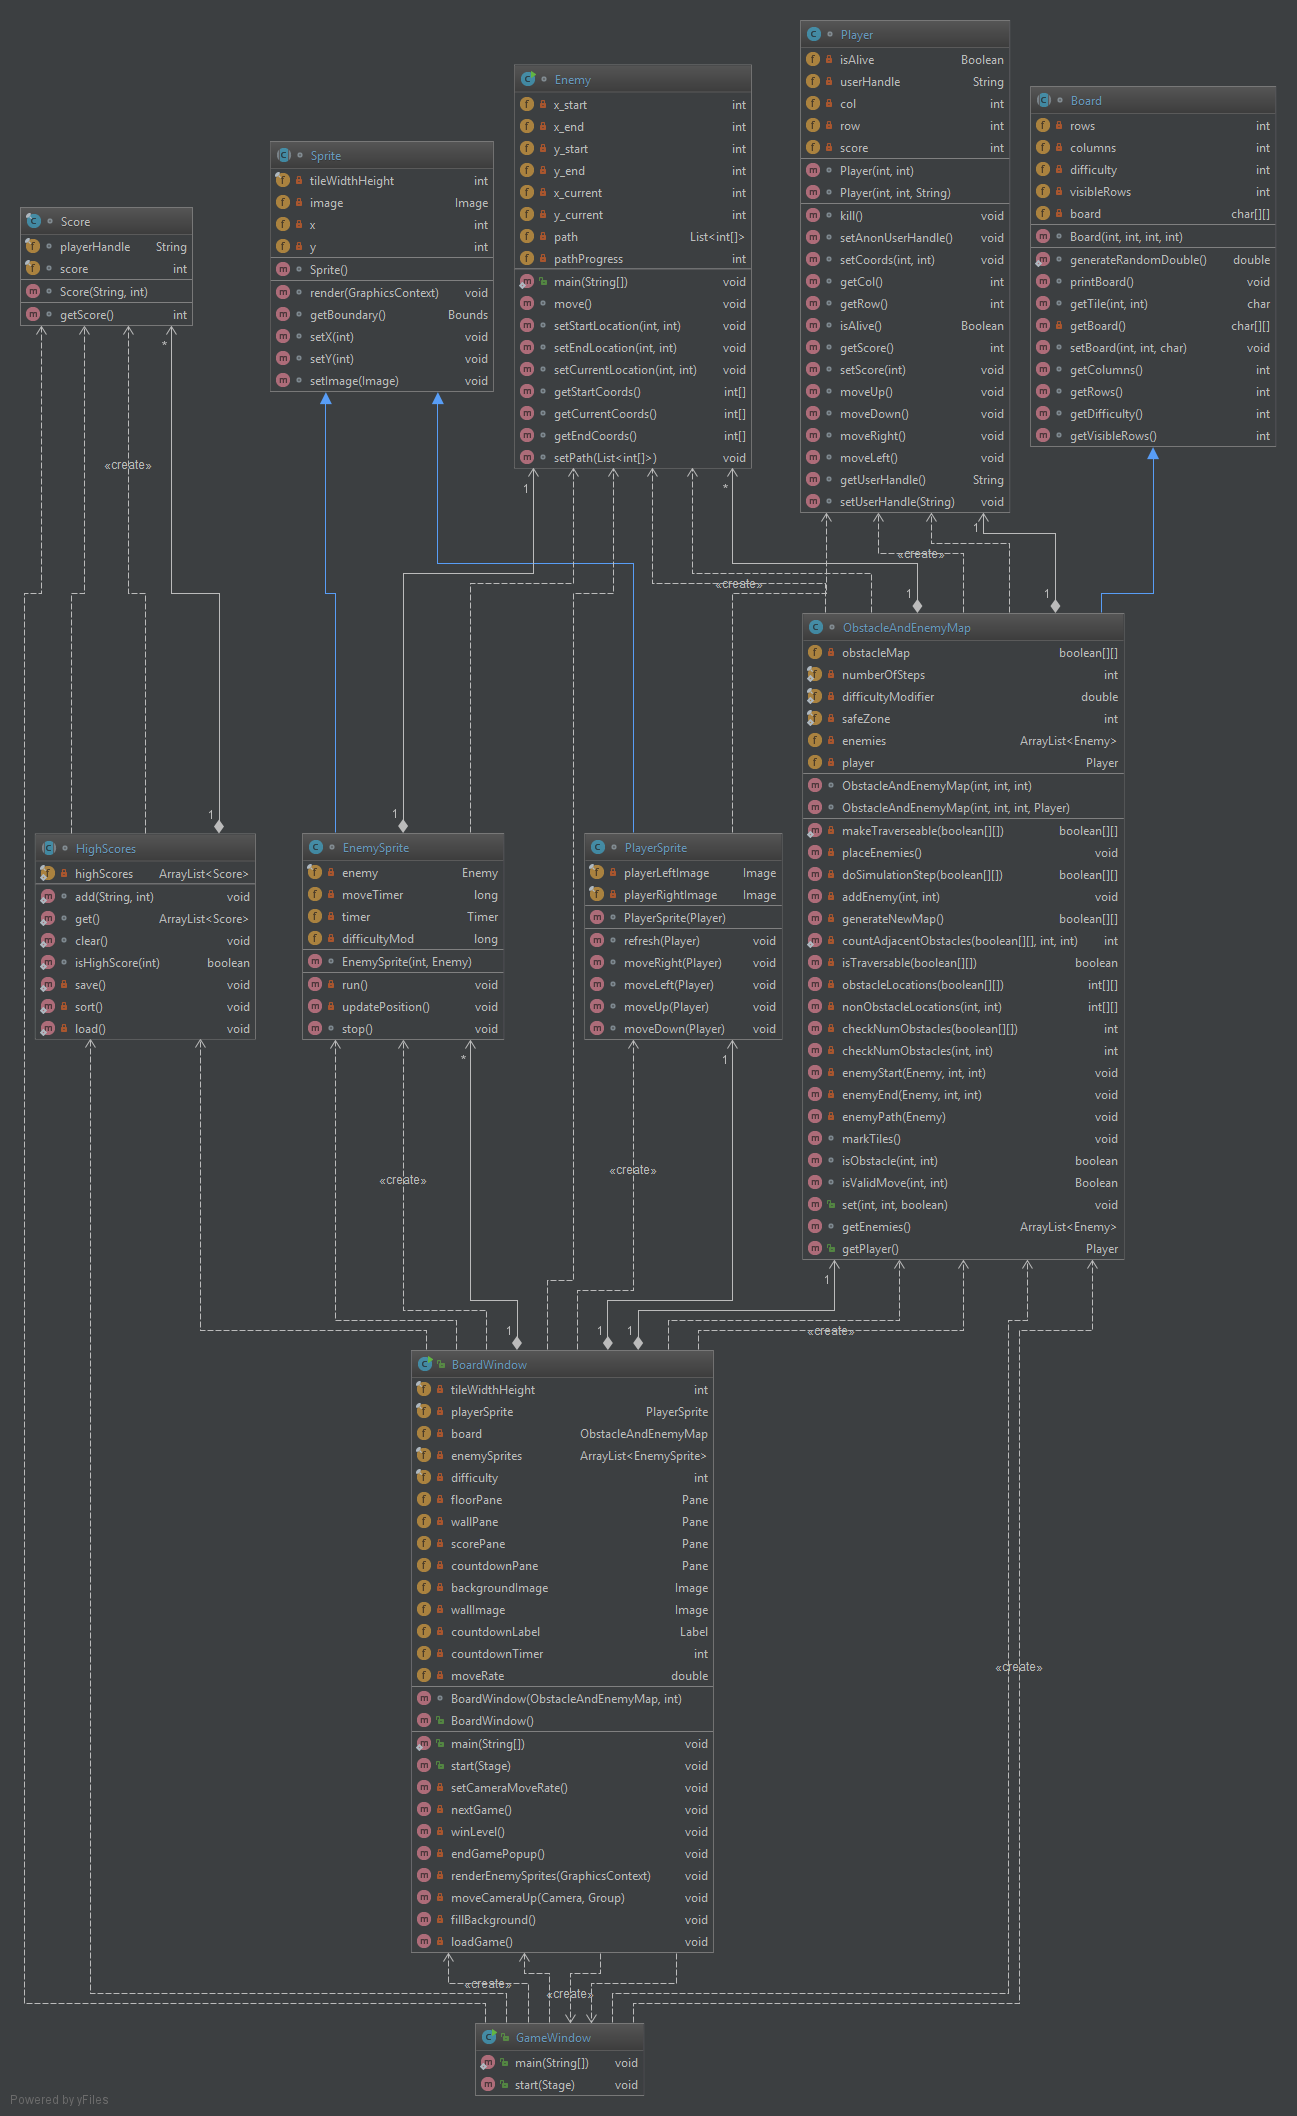 Player
isAlive Boolean
userHandle String
col int
row int
score int
Player(int, int)
Player(int, int, String)
kill() void
setAnonUserHandle() void
setCoords(int, int) void
getCol() int
getRow() int
isAlive() Boolean
getScore() int
setScore(int) void
moveUp() void
moveDown() void
moveRight() void
moveLeft() void
getUserHandle() String
setUserHandle(String) void
Enemy
x_start int
x_end int
y_start int
y_end int
x_current int
y_current int
path List<int[]>
pathProgress int
main(String[]) void
move() void
setStartLocation(int, int) void
setEndLocation(int, int) void
setCurrentLocation(int, int) void
getStartCoords() int[]
getCurrentCoords() int[]
getEndCoords() int[]
setPath(List<int[]>) void
Board
rows int
columns int
difficulty int
visibleRows int
board char[][]
Board(int, int, int, int)
generateRandomDouble() double
printBoard() void
getTile(int, int) char
getBoard() char[][]
setBoard(int, int, char) void
getColumns() int
getRows() int
getDifficulty() int
getVisibleRows() int
Sprite
tileWidthHeight int
image Image
x int
y int
Sprite()
render(GraphicsContext) void
getBoundary() Bounds
setX(int) void
setY(int) void
setImage(Image) void
Score
playerHandle String
score int
Score(String, int)
getScore() int
*
«create»
1
*
1
«create»
«create»
1
1
ObstacleAndEnemyMap
obstacleMap boolean[][]
numberOfSteps int
difficultyModifier double
safeZone int
enemies ArrayList<Enemy>
player Player
ObstacleAndEnemyMap(int, int, int)
ObstacleAndEnemyMap(int, int, int, Player)
makeTraverseable(boolean[][]) boolean[][]
placeEnemies() void
doSimulationStep(boolean[][]) boolean[][]
addEnemy(int, int) void
generateNewMap() boolean[][]
countAdjacentObstacles(boolean[][], int, int) int
isTraversable(boolean[][]) boolean
obstacleLocations(boolean[][]) int[][]
nonObstacleLocations(int, int) int[][]
checkNumObstacles(boolean[][]) int
checkNumObstacles(int, int) int
enemyStart(Enemy, int, int) void
enemyEnd(Enemy, int, int) void
enemyPath(Enemy) void
markTiles() void
isObstacle(int, int) boolean
isValidMove(int, int) Boolean
set(int, int, boolean) void
getEnemies() ArrayList<Enemy>
getPlayer() Player
1
1
HighScores
highScores ArrayList<Score>
add(String, int) void
get() ArrayList<Score>
clear() void
isHighScore(int) boolean
save() void
sort() void
load() void
EnemySprite
enemy Enemy
moveTimer long
timer Timer
difficultyMod long
EnemySprite(int, Enemy)
run() void
updatePosition() void
stop() void
PlayerSprite
playerLeftImage Image
playerRightImage Image
PlayerSprite(Player)
refresh(Player) void
moveRight(Player) void
moveLeft(Player) void
moveUp(Player) void
moveDown(Player) void
*
1
«create»
«create»
1
1
1
1
«create»
BoardWindow
tileWidthHeight int
playerSprite PlayerSprite
board ObstacleAndEnemyMap
enemySprites ArrayList<EnemySprite>
difficulty int
floorPane Pane
wallPane Pane
scorePane Pane
countdownPane Pane
backgroundImage Image
wallImage Image
countdownLabel Label
countdownTimer int
moveRate double
BoardWindow(ObstacleAndEnemyMap, int)
BoardWindow()
main(String[]) void
start(Stage) void
setCameraMoveRate() void
nextGame() void
winLevel() void
endGamePopup() void
renderEnemySprites(GraphicsContext) void
moveCameraUp(Camera, Group) void
fillBackground() void
loadGame() void
«create»
«create»
«create»
GameWindow
main(String[]) void
start(Stage) void
Powered by yFiles